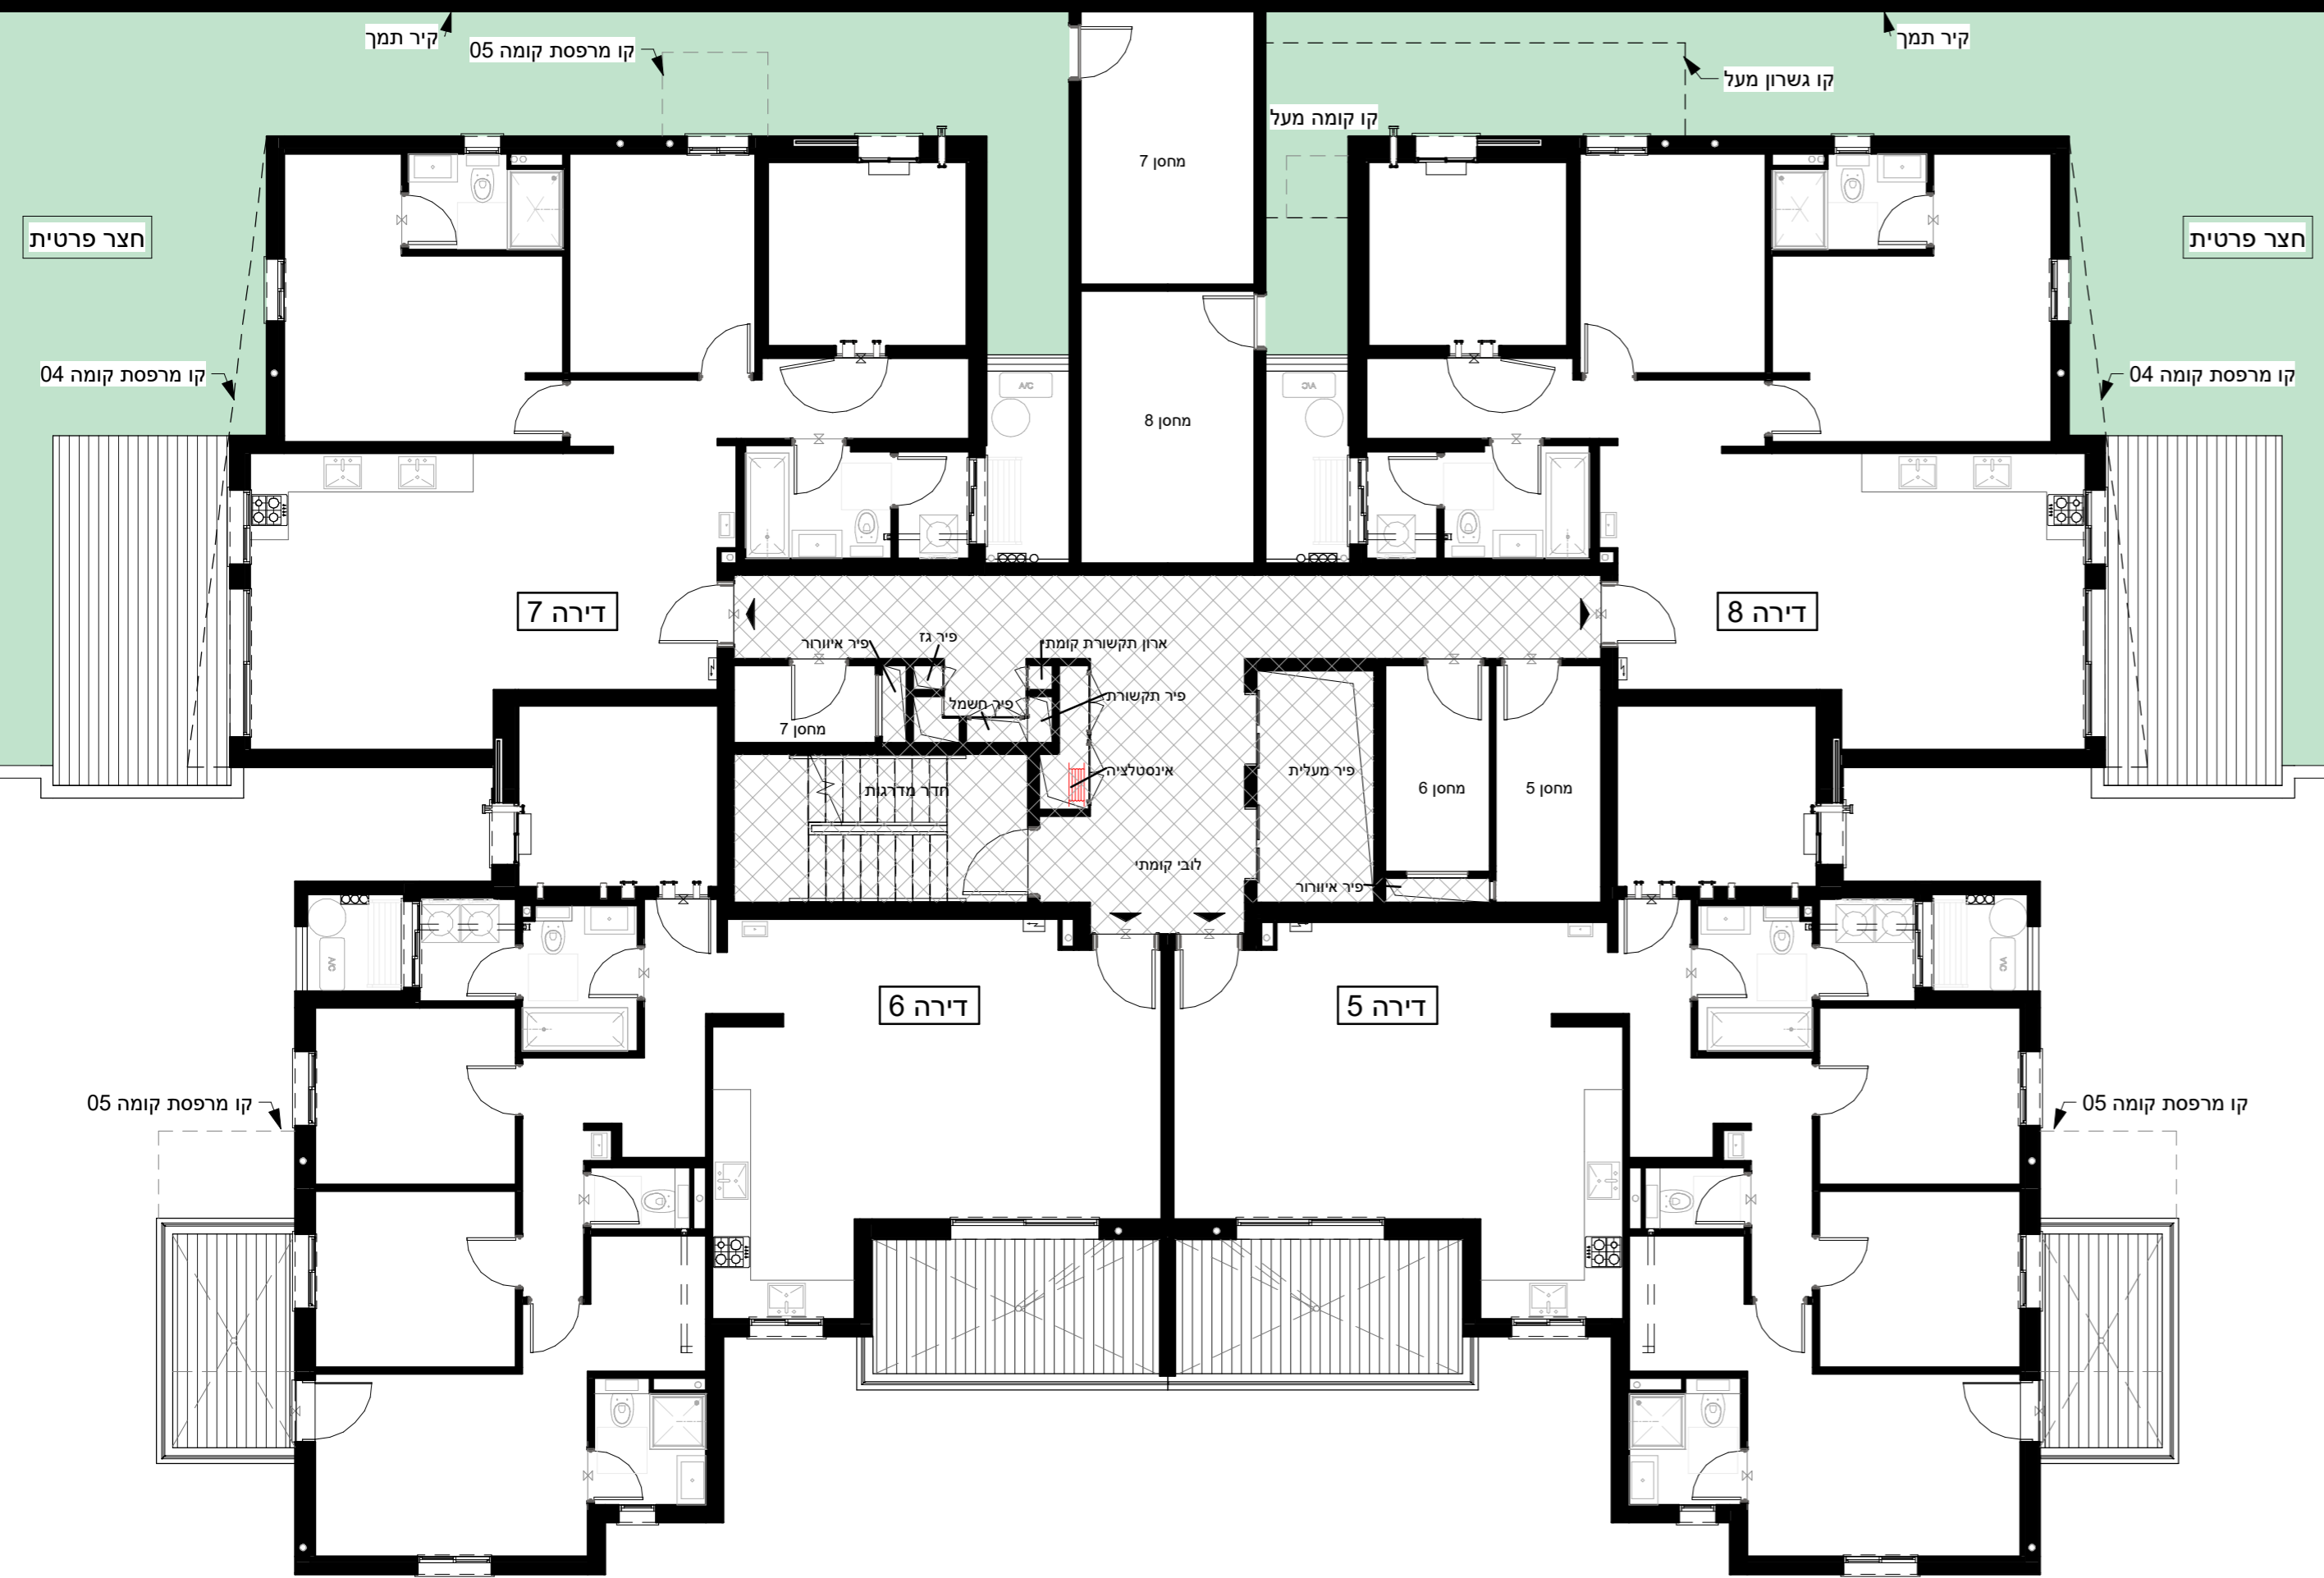 קיר תמך
קו מרפסת קומה 05
קיר תמך
קו גשרון מעל
קו קומה מעל
מחסן 7
חצר פרטית
חצר פרטית
קו מרפסת קומה 04
A/C
A/C
קו מרפסת קומה 04
מחסן 8
דירה 7
דירה 8
פיר איוורור
פיר גז
ארון תקשורת קומתי
פיר תקשורת
פיר חשמל
מחסן 7
אינסטלציה
פיר מעלית
מחסן 6
מחסן 5
חדר מדרגות
לובי קומתי
פיר איוורור
A/C
A/C
דירה 6
דירה 5
קו מרפסת קומה 05
קו מרפסת קומה 05